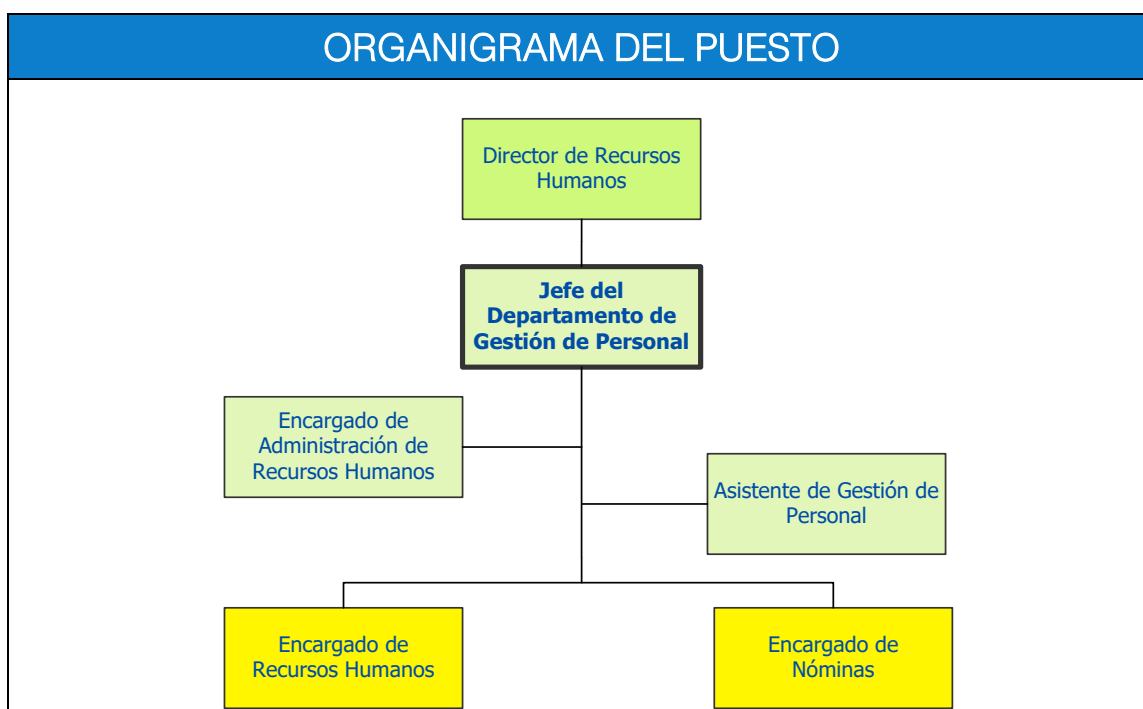 ORGANIGRAMA DEL PUESTO
Director de Recursos
Humanos
Jefe del
Departamento de
Gestión de Personal
Encargado de
Administración de
Recursos Humanos
Asistente de Gestión de
Personal
Encargado de
Recursos Humanos
Encargado de
Nóminas